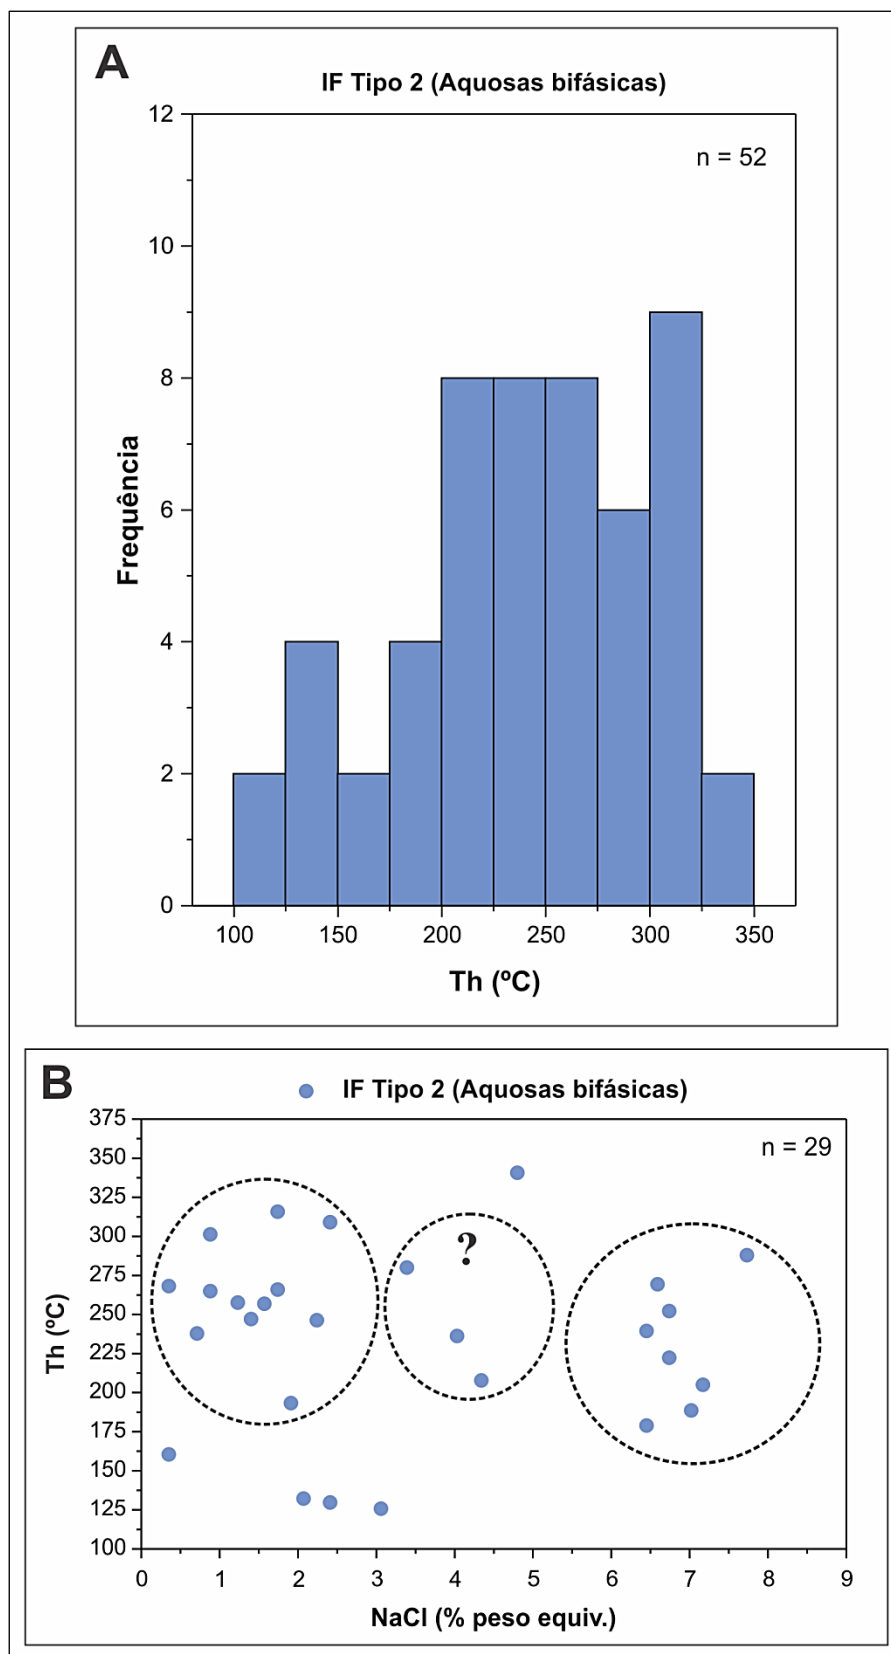 A
IF Tipo 2 (Aquosas bifásicas)
n = 52
12
10
8
6
4
2
0
Frequência
100 150 200 250 300 350
Th (ºC)
B
IF Tipo 2 (Aquosas bifásicas)
n = 29
375
350
325
300
275
250
225
200
175
150
125
100
Th (ºC)
?
0 1 2 3 4 5 6 7 8 9
NaCl (% peso equiv.)